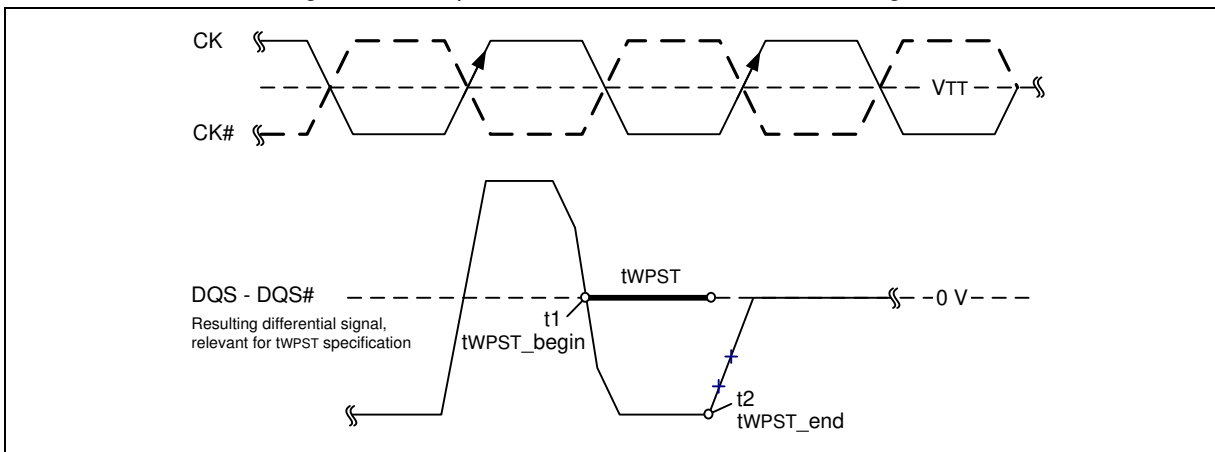 CK
VTT
CK#
tWPST
DQS - DQS#
0 V
Resulting differential signal,
relevant for tWPST specification
t1
tWPST_begin
t2
tWPST_end